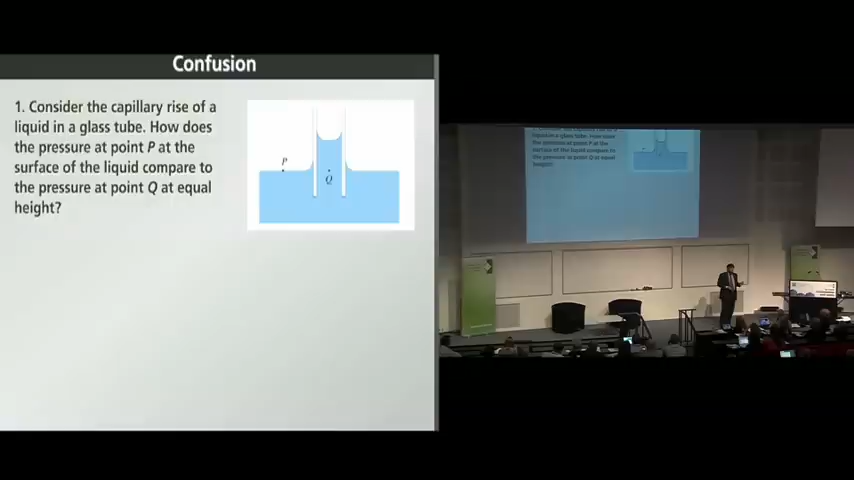 Confusion
1. Consider the capillary rise of a
liquid in a glass tube. How does
the pressure at point P at the
surface of the liquid compare to
the pressure at point Q at equal
height?
P
Q